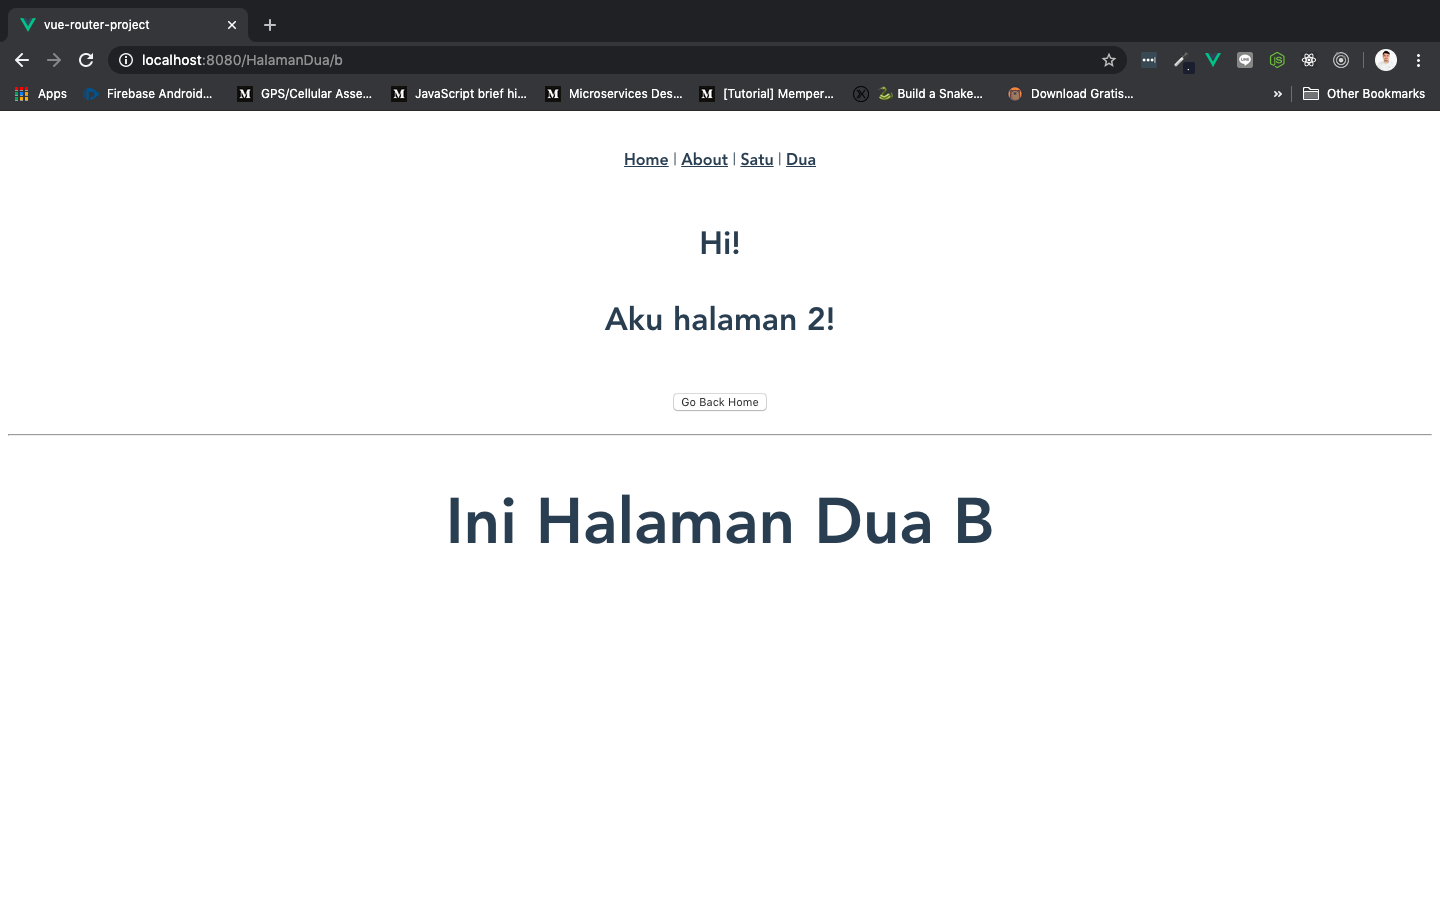 vue-router-project
localhost:8080/HalamanDua/b
Apps Firebase Android... GPS/Cellular Asse... JavaScript brief hi... Microservices Des... [Tutorial] Memper... Build a Snake... Download Gratis... » Other Bookmarks
Home | About | Satu | Dua
Hi!
Aku halaman 2!
Go Back Home
Ini Halaman Dua B